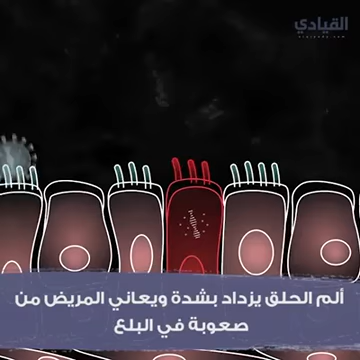 القيادي
ألم الحلق يزداد بشدة ويعاني المريض من
صعوبة في البلع